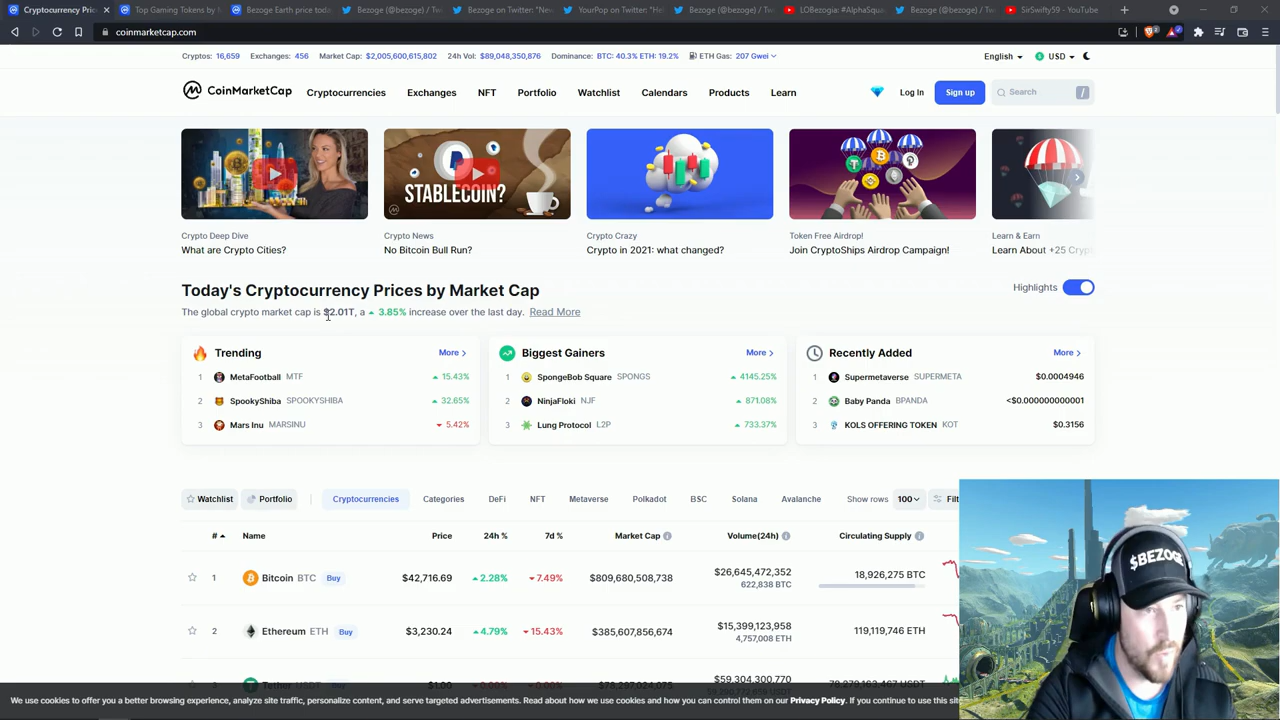 Cryptocurrency Pric
Top Gaming Tokens by M
Bezoge Earth price toda
Bezoge (@bezoge) / Tw
Bezoge on Twitter: "Nev
YourPop on Twitter: "He
Bezoge (@bezoge) / Tw
LOBezogia: #AlphaSqua
Bezoge (@bezoge) / Tw
SirSwifty59 - YouTube
coinmarketcap.com
Cryptos: 16,659 Exchanges: 456 Market Cap: $2,005,600,615,802 24h Vol: $89,048,350,876 Dominance: BTC: 40.3% ETH: 19.2% ETH Gas: 207 Gwei English USD
CoinMarketCap Cryptocurrencies Exchanges NFT Portfolio Watchlist Calendars Products Learn Log In Sign up Search /
STABLECOIN?
Crypto Deep Dive
What are Crypto Cities?
Crypto News
No Bitcoin Bull Run?
Crypto Crazy
Crypto in 2021: what changed?
Token Free Airdrop!
Join CryptoShips Airdrop Campaign!
Learn & Earn
Learn About +25 Cryp
Today's Cryptocurrency Prices by Market Cap
Highlights
The global crypto market cap is $2.01T, a 3.85% increase over the last day. Read More
Trending More >
1 MetaFootball MTF 15.43%
2 SpookyShiba SPOOKYSHIBA 32.65%
3 Mars Inu MARSINU 5.42%
Biggest Gainers More >
1 SpongeBob Square SPONGS 4145.25%
2 NinjaFloki NJF 871.08%
3 Lung Protocol L2P 733.37%
Recently Added More >
1 Supermetaverse SUPERMETA $0.0004946
2 Baby Panda BPANDA <$0.000000000001
3 KOLS OFFERING TOKEN KOT $0.3156
Watchlist Portfolio Cryptocurrencies Categories DeFi NFT Metaverse Polkadot BSC Solana Avalanche Show rows 100 Filt
# Name Price 24h % 7d % Market Cap Volume(24h) Circulating Supply
1 Bitcoin BTC Buy $42,716.69 2.28% 7.49% $809,680,508,738 $26,645,472,352 18,926,275 BTC
622,838 BTC
2 Ethereum ETH Buy $3,230.24 4.79% 15.43% $385,607,856,674 $15,399,123,958 119,119,746 ETH
4,757,008 ETH
$59,304,300,770
$BEZOGE
We use cookies to offer you a better browsing experience, analyze site traffic, personalize content, and serve targeted advertisements. Read about how we use cookies and how you can control them on our Privacy Policy. If you continue to use this sit